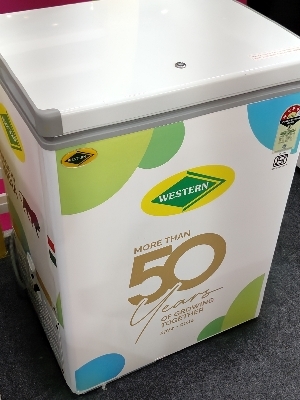 WESTERN
MORE THAN
50
Years
OF GROWING
TOGETHER